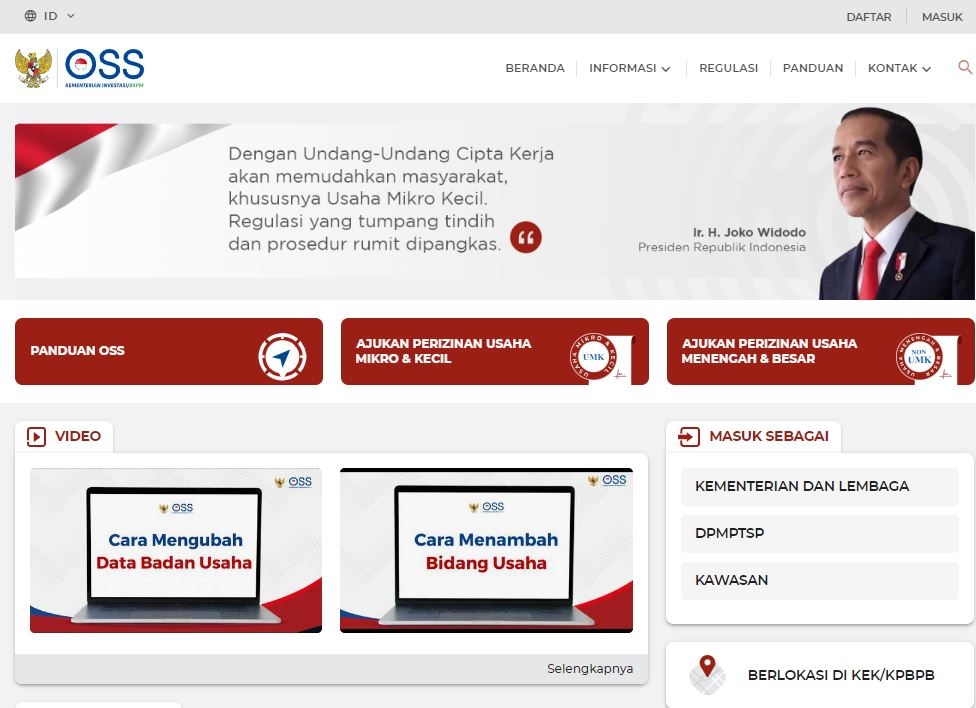 ID
DAFTAR
MASUK
OSS
KEMENTERIAN INVESTASI/BKPM
BERANDA
INFORMASI
REGULASI
PANDUAN
KONTAK
Dengan Undang-Undang Cipta Kerja
akan memudahkan masyarakat,
khususnya Usaha Mikro Kecil.
Regulasi yang tumpang tindih
dan prosedur rumit dipangkas.
Ir. H. Joko Widodo
Presiden Republik Indonesia
PANDUAN OSS
AJUKAN PERIZINAN USAHA
MIKRO & KECIL
USAHA MIKRO & KECIL
UMK
AJUKAN PERIZINAN USAHA
MENENGAH & BESAR
USAHA MENENGAH & BESAR
NON
UMK
VIDEO
OSS
OSS
Cara Mengubah
Data Badan Usaha
OSS
OSS
Cara Menambah
Bidang Usaha
Selengkapnya
MASUK SEBAGAI
KEMENTERIAN DAN LEMBAGA
DPMPTSP
KAWASAN
BERLOKASI DI KEK/KPBPB